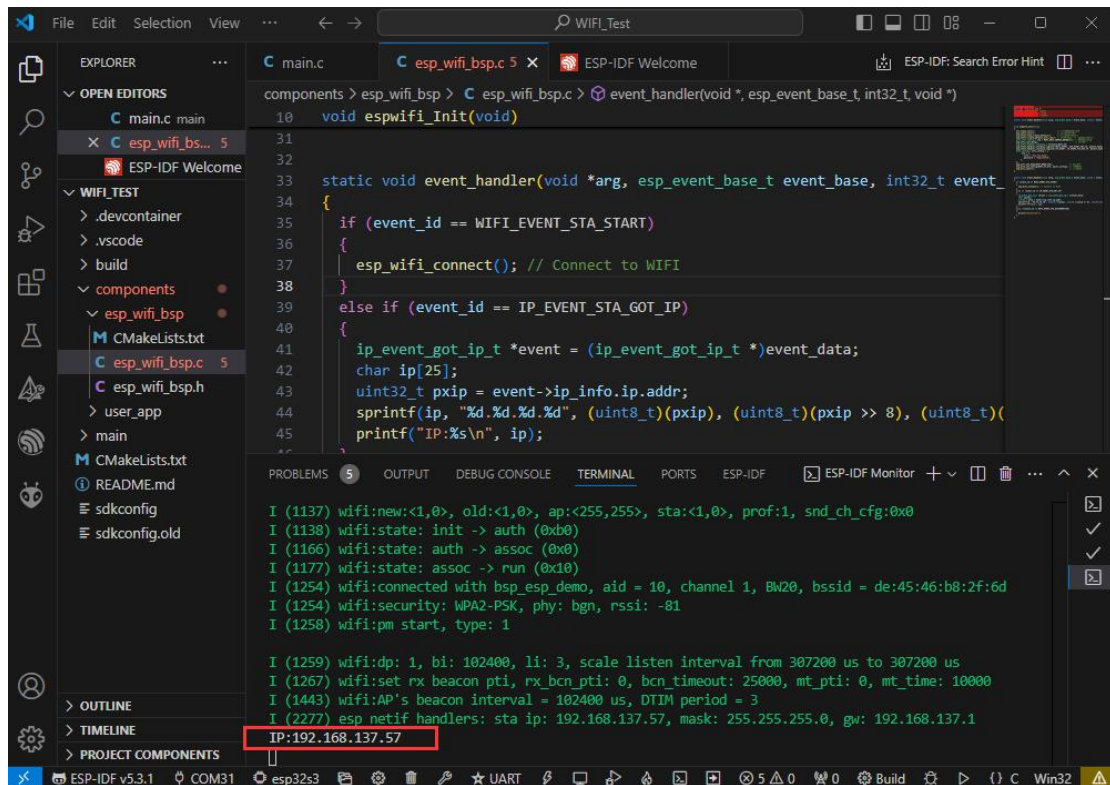 File Edit Selection View ... WIFI_Test
EXPLORER ...
OPEN EDITORS
C main.c main
C esp_wifi_bs... 5
ESP-IDF Welcome
WIFI_TEST
.devcontainer
.vscode
build
components
esp_wifi_bsp
M CMakeLists.txt
C esp_wifi_bsp.c 5
C esp_wifi_bsp.h
user_app
main
M CMakeLists.txt
README.md
sdkconfig
sdkconfig.old
OUTLINE
TIMELINE
PROJECT COMPONENTS
C main.c C esp_wifi_bsp.c 5 ESP-IDF Welcome ESP-IDF: Search Error Hint ...
components > esp_wifi_bsp > C esp_wifi_bsp.c > event_handler(void *, esp_event_base_t, int32_t, void *)
10 void espwifi_Init(void)
31
32
33 static void event_handler(void *arg, esp_event_base_t event_base, int32_t event_
34 {
35 if (event_id == WIFI_EVENT_STA_START)
36 {
37 esp_wifi_connect(); // Connect to WIFI
38 }
39 else if (event_id == IP_EVENT_STA_GOT_IP)
40 {
41 ip_event_got_ip_t *event = (ip_event_got_ip_t *)event_data;
42 char ip[25];
43 uint32_t pxip = event->ip_info.ip.addr;
44 sprintf(ip, "%d.%d.%d.%d", (uint8_t)(pxip), (uint8_t)(pxip >> 8), (uint8_t)(
45 printf("IP:%s\n", ip);
PROBLEMS 5 OUTPUT DEBUG CONSOLE TERMINAL PORTS ESP-IDF ESP-IDF Monitor ...
I (1137) wifi:new:<1,0>, old:<1,0>, ap:<255,255>, sta:<1,0>, prof:1, snd_ch_cfg:0x0
I (1138) wifi:state: init -> auth (0xb0)
I (1166) wifi:state: auth -> assoc (0x0)
I (1177) wifi:state: assoc -> run (0x10)
I (1254) wifi:connected with bsp_esp_demo, aid = 10, channel 1, BW20, bssid = de:45:46:b8:2f:6d
I (1254) wifi:security: WPA2-PSK, phy: bgn, rssi: -81
I (1258) wifi:pm start, type: 1
I (1259) wifi:dp: 1, bi: 102400, li: 3, scale listen interval from 307200 us to 307200 us
I (1267) wifi:set rx beacon pti, rx_bcn_pti: 0, bcn_timeout: 25000, mt_pti: 0, mt_time: 10000
I (1443) wifi:AP's beacon interval = 102400 us, DTIM period = 3
I (2277) esp_netif_handlers: sta ip: 192.168.137.57, mask: 255.255.255.0, gw: 192.168.137.1
IP:192.168.137.57
ESP-IDF v5.3.1 COM31 esp32s3 UART 5 0 0 Build {} C Win32